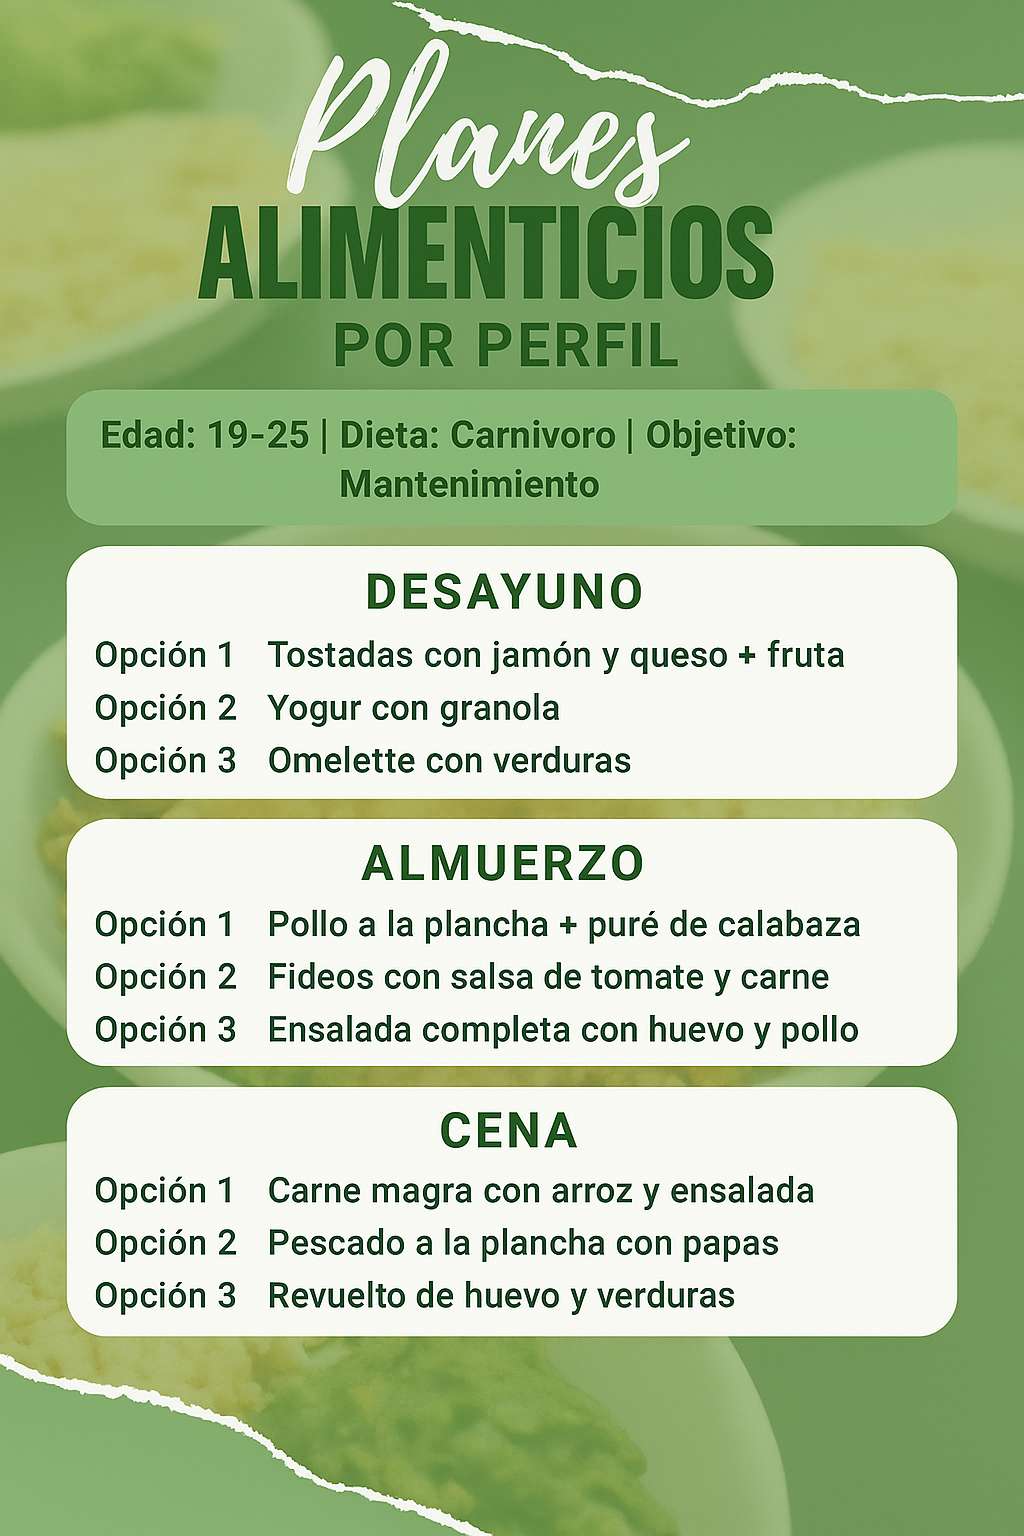 Planes
ALIMENTICIOS
POR PERFIL
Edad: 19-25 | Dieta: Carnivoro | Objetivo:
Mantenimiento
DESAYUNO
Opción 1 Tostadas con jamón y queso + fruta
Opción 2 Yogur con granola
Opción 3 Omelette con verduras
ALMUERZO
Opción 1 Pollo a la plancha + puré de calabaza
Opción 2 Fideos con salsa de tomate y carne
Opción 3 Ensalada completa con huevo y pollo
CENA
Opción 1 Carne magra con arroz y ensalada
Opción 2 Pescado a la plancha con papas
Opción 3 Revuelto de huevo y verduras